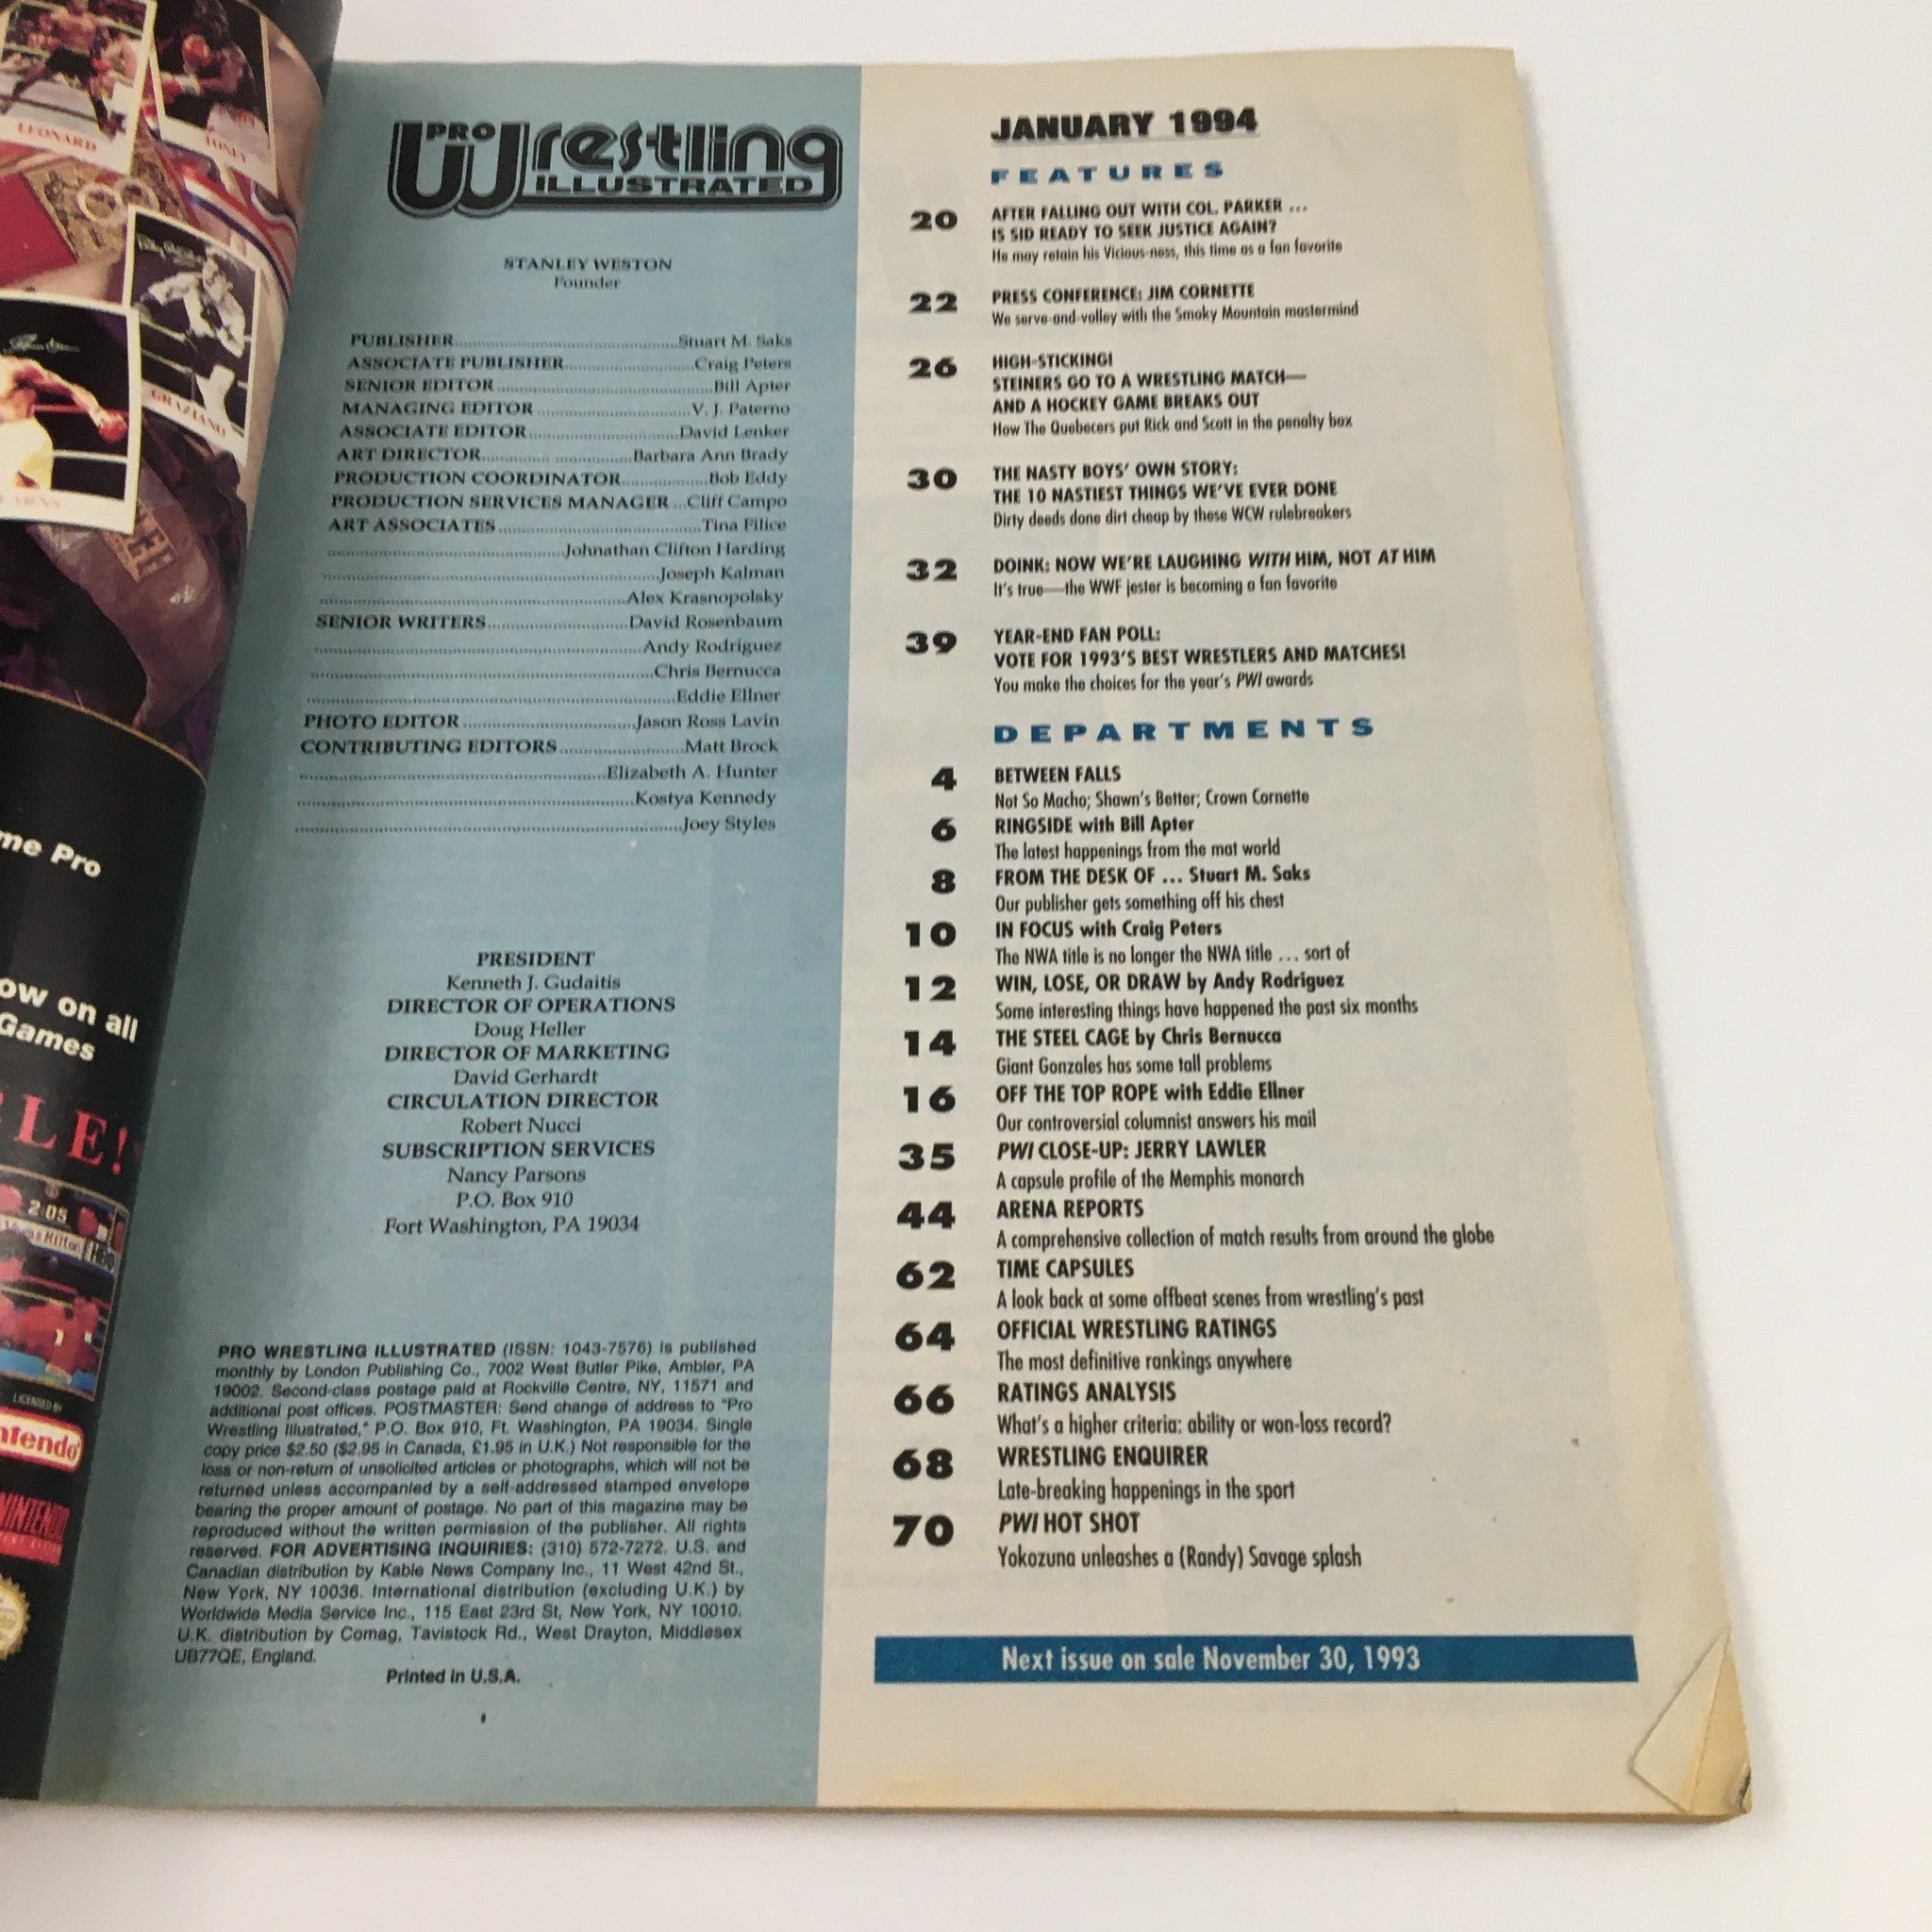 LEONARD
TONEY
GRAZIANO
me Pro
ow on all
Games
LE!
2:05
LICENSED BY
ntendo
NINTENDO
PRO Wrestling
ILLUSTRATED
STANLEY WESTON
Founder
PUBLISHER..........Stuart M. Saks
ASSOCIATE PUBLISHER..........Craig Peters
SENIOR EDITOR..........Bill Apter
MANAGING EDITOR..........V. J. Paterno
ASSOCIATE EDITOR..........David Lenker
ART DIRECTOR..........Barbara Ann Brady
PRODUCTION COORDINATOR..........Bob Eddy
PRODUCTION SERVICES MANAGER...Cliff Campo
ART ASSOCIATES..........Tina Filice
..........Johnathan Clifton Harding
..........Joseph Kalman
..........Alex Krasnopolsky
SENIOR WRITERS..........David Rosenbaum
..........Andy Rodriguez
..........Chris Bernucca
..........Eddie Ellner
PHOTO EDITOR..........Jason Ross Lavin
CONTRIBUTING EDITORS..........Matt Brock
..........Elizabeth A. Hunter
..........Kostya Kennedy
..........Joey Styles
PRESIDENT
Kenneth J. Gudaitis
DIRECTOR OF OPERATIONS
Doug Heller
DIRECTOR OF MARKETING
David Gerhardt
CIRCULATION DIRECTOR
Robert Nucci
SUBSCRIPTION SERVICES
Nancy Parsons
P.O. Box 910
Fort Washington, PA 19034
PRO WRESTLING ILLUSTRATED (ISSN: 1043-7576) is published
monthly by London Publishing Co., 7002 West Butler Pike, Ambler, PA
19002. Second-class postage paid at Rockville Centre, NY, 11571 and
additional post offices. POSTMASTER: Send change of address to "Pro
Wrestling Illustrated," P.O. Box 910, Ft. Washington, PA 19034. Single
copy price $2.50 ($2.95 in Canada, £1.95 in U.K.) Not responsible for the
loss or non-return of unsolicited articles or photographs, which will not be
returned unless accompanied by a self-addressed stamped envelope
bearing the proper amount of postage. No part of this magazine may be
reproduced without the written permission of the publisher. All rights
reserved. FOR ADVERTISING INQUIRIES: (310) 572-7272. U.S. and
Canadian distribution by Kable News Company Inc., 11 West 42nd St.,
New York, NY 10036. International distribution (excluding U.K.) by
Worldwide Media Service Inc., 115 East 23rd St, New York, NY 10010.
U.K. distribution by Comag, Tavistock Rd., West Drayton, Middlesex
UB77QE, England.
Printed in U.S.A.
JANUARY 1994
FEATURES
20 AFTER FALLING OUT WITH COL. PARKER ...
IS SID READY TO SEEK JUSTICE AGAIN?
He may retain his Vicious-ness, this time as a fan favorite
22 PRESS CONFERENCE: JIM CORNETTE
We serve-and-volley with the Smoky Mountain mastermind
26 HIGH-STICKING!
STEINERS GO TO A WRESTLING MATCH—
AND A HOCKEY GAME BREAKS OUT
How The Quebecers put Rick and Scott in the penalty box
30 THE NASTY BOYS' OWN STORY:
THE 10 NASTIEST THINGS WE'VE EVER DONE
Dirty deeds done dirt cheap by these WCW rulebreakers
32 DOINK: NOW WE'RE LAUGHING WITH HIM, NOT AT HIM
It's true—the WWF jester is becoming a fan favorite
39 YEAR-END FAN POLL:
VOTE FOR 1993'S BEST WRESTLERS AND MATCHES!
You make the choices for the year's PWI awards
DEPARTMENTS
4 BETWEEN FALLS
Not So Macho; Shawn's Better; Crown Cornette
6 RINGSIDE with Bill Apter
The latest happenings from the mat world
8 FROM THE DESK OF ... Stuart M. Saks
Our publisher gets something off his chest
10 IN FOCUS with Craig Peters
The NWA title is no longer the NWA title ... sort of
12 WIN, LOSE, OR DRAW by Andy Rodriguez
Some interesting things have happened the past six months
14 THE STEEL CAGE by Chris Bernucca
Giant Gonzales has some tall problems
16 OFF THE TOP ROPE with Eddie Ellner
Our controversial columnist answers his mail
35 PWI CLOSE-UP: JERRY LAWLER
A capsule profile of the Memphis monarch
44 ARENA REPORTS
A comprehensive collection of match results from around the globe
62 TIME CAPSULES
A look back at some offbeat scenes from wrestling's past
64 OFFICIAL WRESTLING RATINGS
The most definitive rankings anywhere
66 RATINGS ANALYSIS
What's a higher criteria: ability or won-loss record?
68 WRESTLING ENQUIRER
Late-breaking happenings in the sport
70 PWI HOT SHOT
Yokozuna unleashes a (Randy) Savage splash
Next issue on sale November 30, 1993